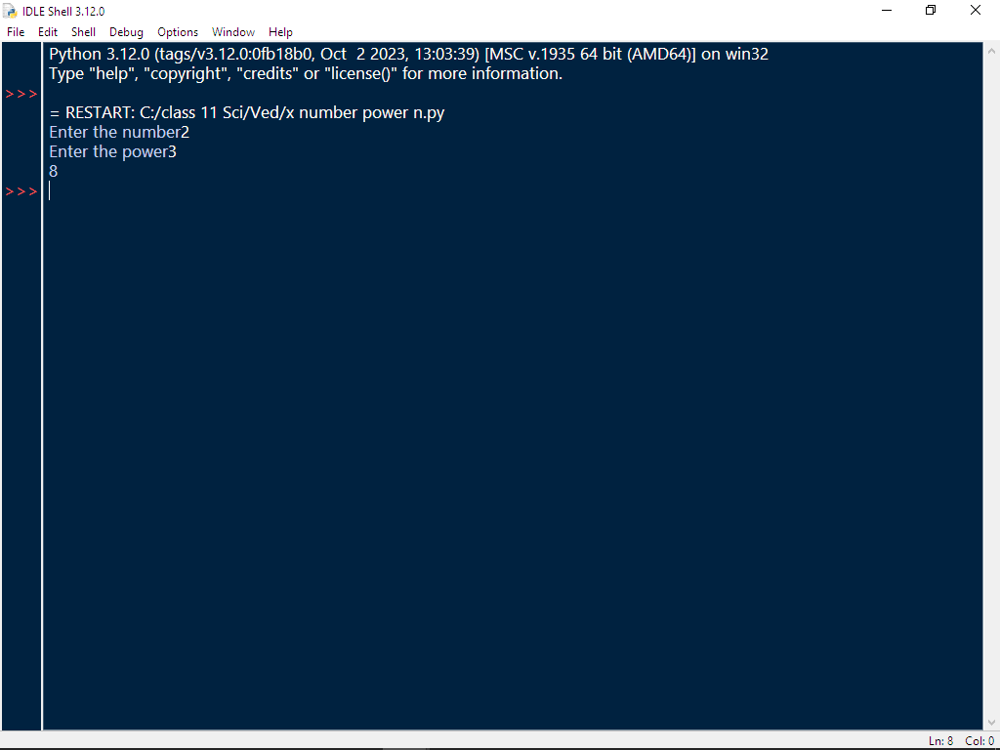 IDLE Shell 3.12.0
File Edit Shell Debug Options Window Help
Python 3.12.0 (tags/v3.12.0:0fb18b0, Oct  2 2023, 13:03:39) [MSC v.1935 64 bit (AMD64)] on win32
Type "help", "copyright", "credits" or "license()" for more information.
>>>
= RESTART: C:/class 11 Sci/Ved/x number power n.py
Enter the number2
Enter the power3
8
>>>
Ln: 8 Col: 0